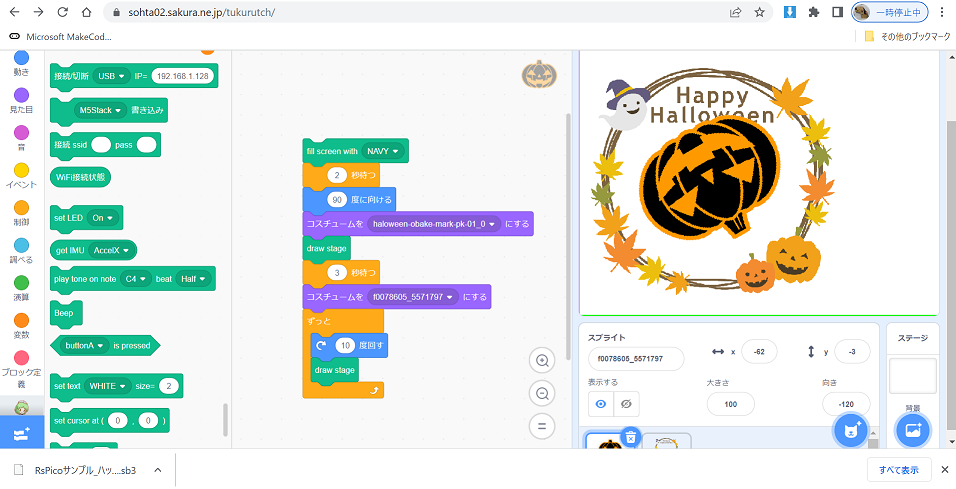 sohta02.sakura.ne.jp/tukurutch/
一時停止中
Microsoft MakeCod...
その他のブックマーク
動き
見た目
音
イベント
制御
調べる
演算
変数
ブロック定義
接続/切断 USB IP= 192.168.1.128
M5Stack 書き込み
接続 ssid pass
WiFi接続状態
set LED On
get IMU AccelX
play tone on note C4 beat Half
Beep
buttonA is pressed
set text WHITE size= 2
set cursor at ( 0 , 0 )
fill screen with NAVY
2 秒待つ
90 度に向ける
コスチュームを haloween-obake-mark-pk-01_0 にする
draw stage
3 秒待つ
コスチュームを f0078605_5571797 にする
ずっと
10 度回す
draw stage
Happy
Halloween
スプライト
f0078605_5571797
x -62
y -3
表示する
大きさ
向き
100
-120
ステージ
背景
RsPicoサンプル_ハッ....sb3
すべて表示